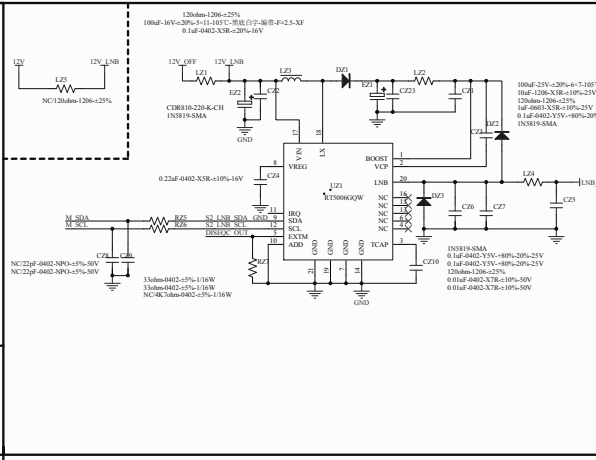 120ohm-1206-±25%
100uF-16V-±20%-5×11-105℃-黑底白字-编带-F=2.5-XF
0.1uF-0402-X5R-±20%-16V
12V
12V_LNB
LZ5
NC/120ohm-1206-±25%
12V_OFF
12V_LNB
LZ1
LZ3
DZ1
LZ2
EZ2
CZ2
EZ1
CZ23
CZ1
CDR810-220-K-CH
1N5819-SMA
GND
100uF-25V-±20%-6×7-105
10uF-1206-X5R-±10%-25V
120ohm-1206-±25%
1uF-0603-X5R-±10%-25V
0.1uF-0402-Y5V-+80%-20%
1N5819-SMA
DZ2
CZ3
17
18
VIN
LX
BOOST
1
VCP
2
8
VREG
0.22uF-0402-X5R-±10%-16V
CZ4
GND
UZ1
RT5006GQW
LNB
20
LZ4
LNB
NC
16
NC
15
NC
13
NC
6
NC
4
DZ3
CZ6
CZ7
CZ5
M_SDA
M_SCL
RZ5
RZ6
S2_LNB_SDA
S2_LNB_SCL
DISEQC_OUT
11
9
12
5
10
IRQ
SDA
SCL
EXTM
ADD
TCAP
3
CZ10
GND
GND
GND
GND
21
19
7
14
RZ7
CZ8
CZ9
NC/22pF-0402-NPO-±5%-50V
NC/22pF-0402-NPO-±5%-50V
33ohm-0402-±5%-1/16W
33ohm-0402-±5%-1/16W
NC/4K7ohm-0402-±5%-1/16W
1N5819-SMA
0.1uF-0402-Y5V-+80%-20%-25V
0.1uF-0402-Y5V-+80%-20%-25V
120ohm-1206-±25%
0.01uF-0402-X7R-±10%-50V
0.01uF-0402-X7R-±10%-50V
GND